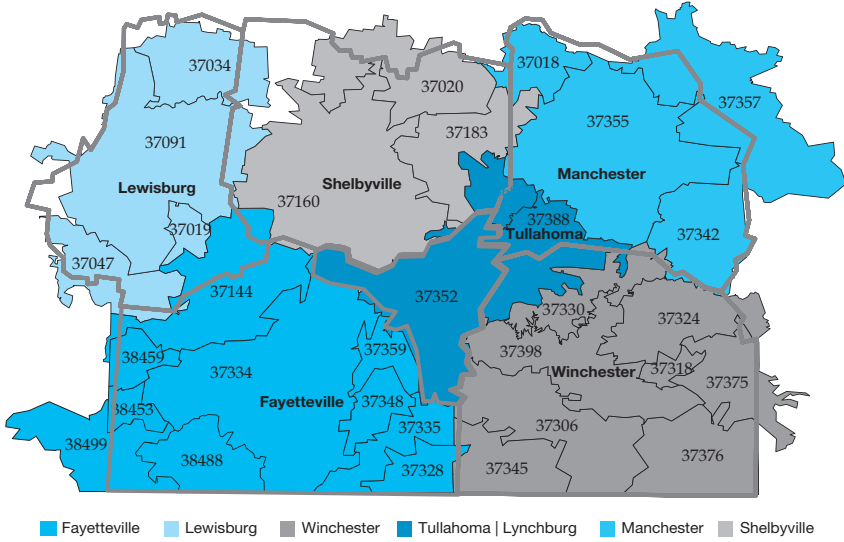 37034
37018
37020
37357
37355
37183
37091
Manchester
Lewisburg
Shelbyville
37160
37388
37019
Tullahoma
37342
37047
37144
37352
37330
37324
37359
37398
38459
37334
Winchester
37318
37375
Fayetteville
37348
38453
37335
37306
38499
38488
37328
37345
37376
Fayetteville
Lewisburg
Winchester
Tullahoma | Lynchburg
Manchester
Shelbyville